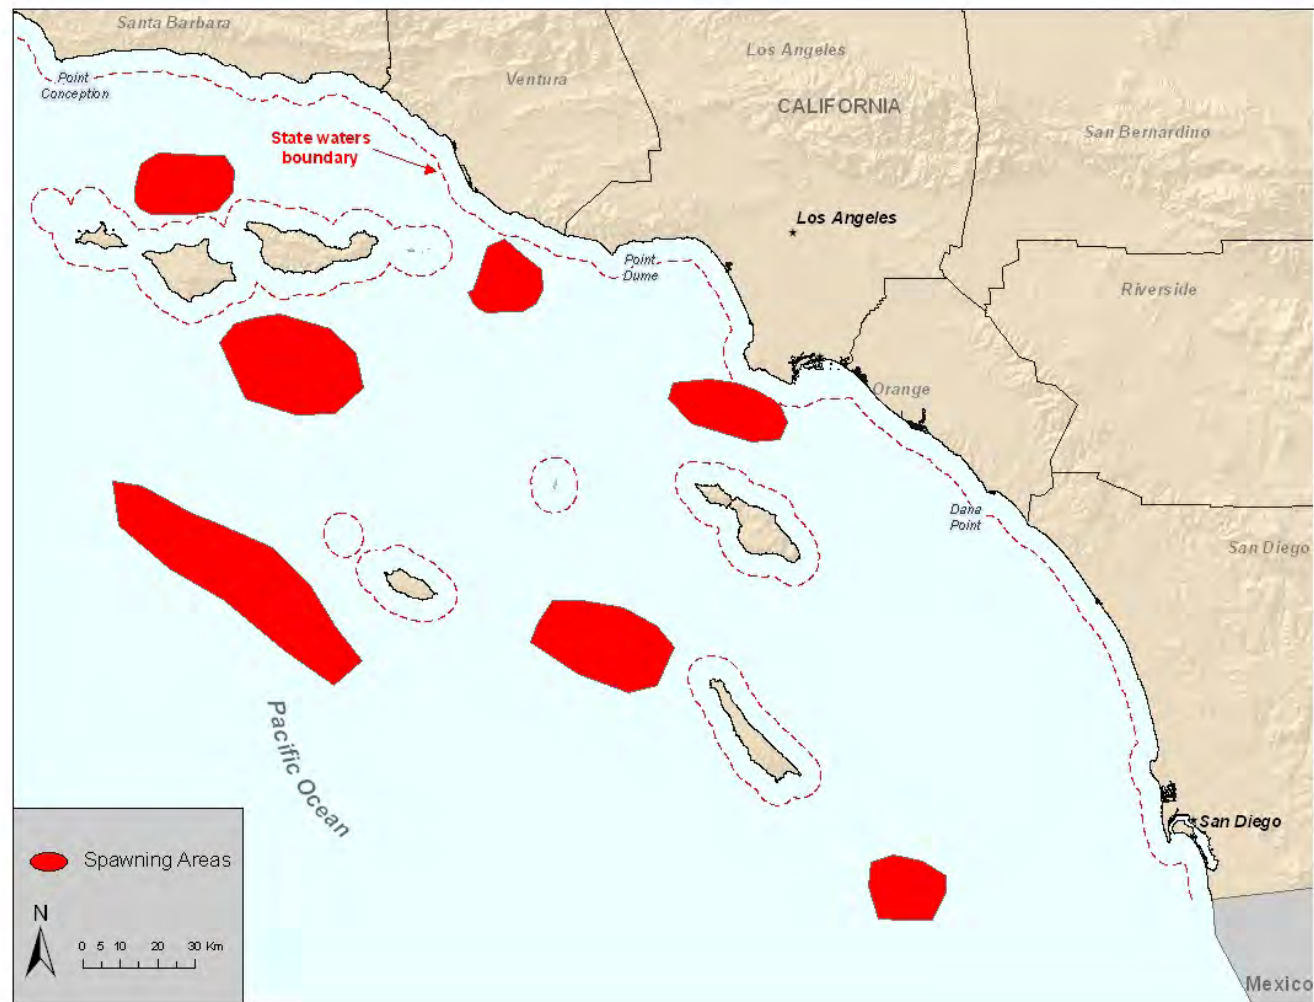 Santa Barbara
Point
Conception
Ventura
Los Angeles
CALIFORNIA
San Bernardino
State waters
boundary
Los Angeles
Point
Dume
Riverside
Orange
Dana
Point
San Diego
Pacific Ocean
San Diego
Mexico
Spawning Areas
N
0 5 10 20 30 Km